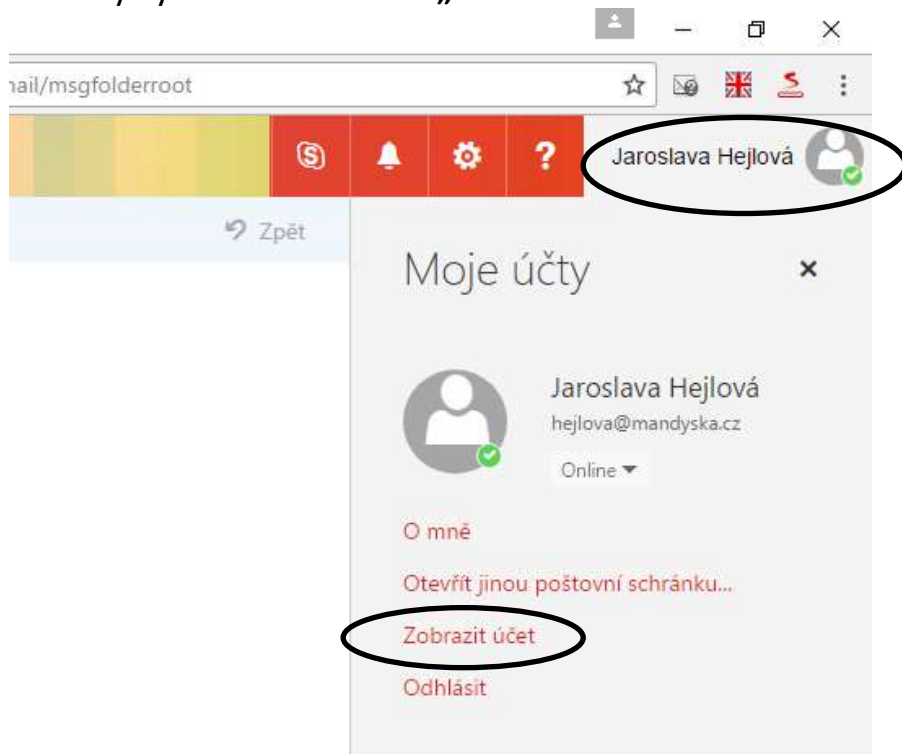 nail/msgfolderroot
? Jaroslava Hejlová
Zpět
Moje účty
Jaroslava Hejlová
hejlova@mandyska.cz
Online
O mně
Otevřít jinou poštovní schránku...
Zobrazit účet
Odhlásit